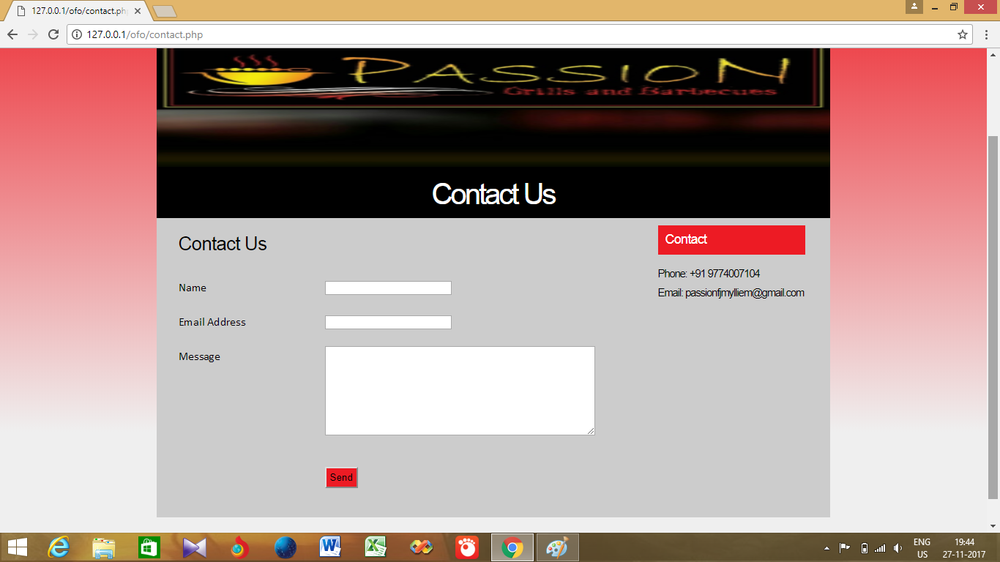 127.0.0.1/ofo/contact.ph
127.0.0.1/ofo/contact.php
PASSION
Grills and Barbecues
Contact Us
Contact Us
Contact
Phone: +91 9774007104
Email: passionfjmylliem@gmail.com
Name
Email Address
Message
Send
ENG
US
19:44
27-11-2017